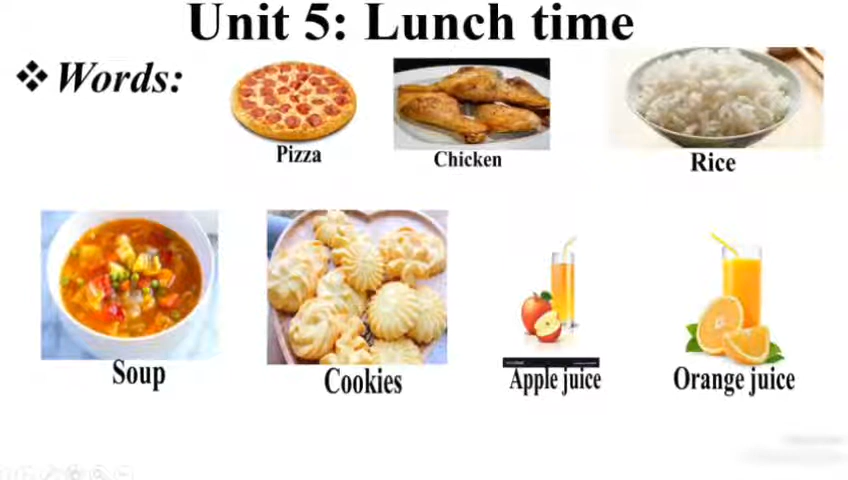 Unit 5: Lunch time
❖ Words:
Pizza
Chicken
Rice
Soup
Cookies
Apple juice
Orange juice